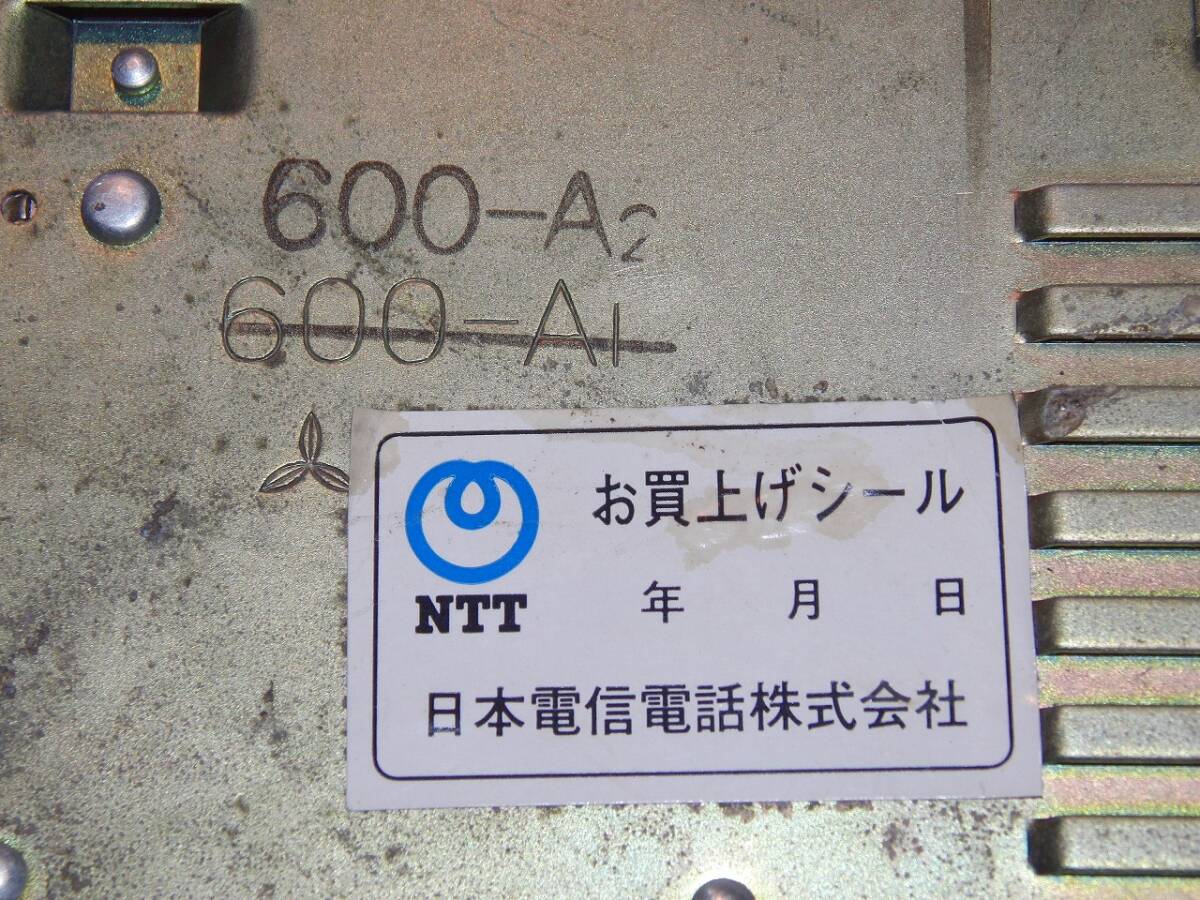 600-A2
600-A1
お買上げシール
NTT
年 月 日
日本電信電話株式会社